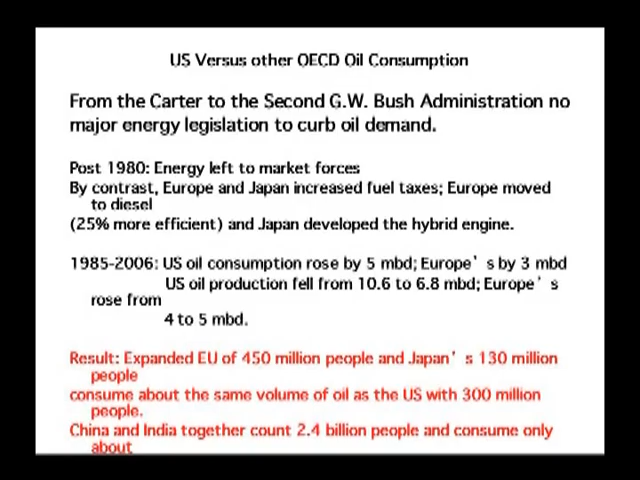 US Versus other OECD Oil Consumption
From the Carter to the Second G.W. Bush Administration no
major energy legislation to curb oil demand.
Post 1980: Energy left to market forces
By contrast, Europe and Japan increased fuel taxes; Europe moved
to diesel
(25% more efficient) and Japan developed the hybrid engine.
1985-2006: US oil consumption rose by 5 mbd; Europe's by 3 mbd
US oil production fell from 10.6 to 6.8 mbd; Europe's
rose from
4 to 5 mbd.
Result: Expanded EU of 450 million people and Japan's 130 million
people
consume about the same volume of oil as the US with 300 million
people.
China and India together count 2.4 billion people and consume only
about